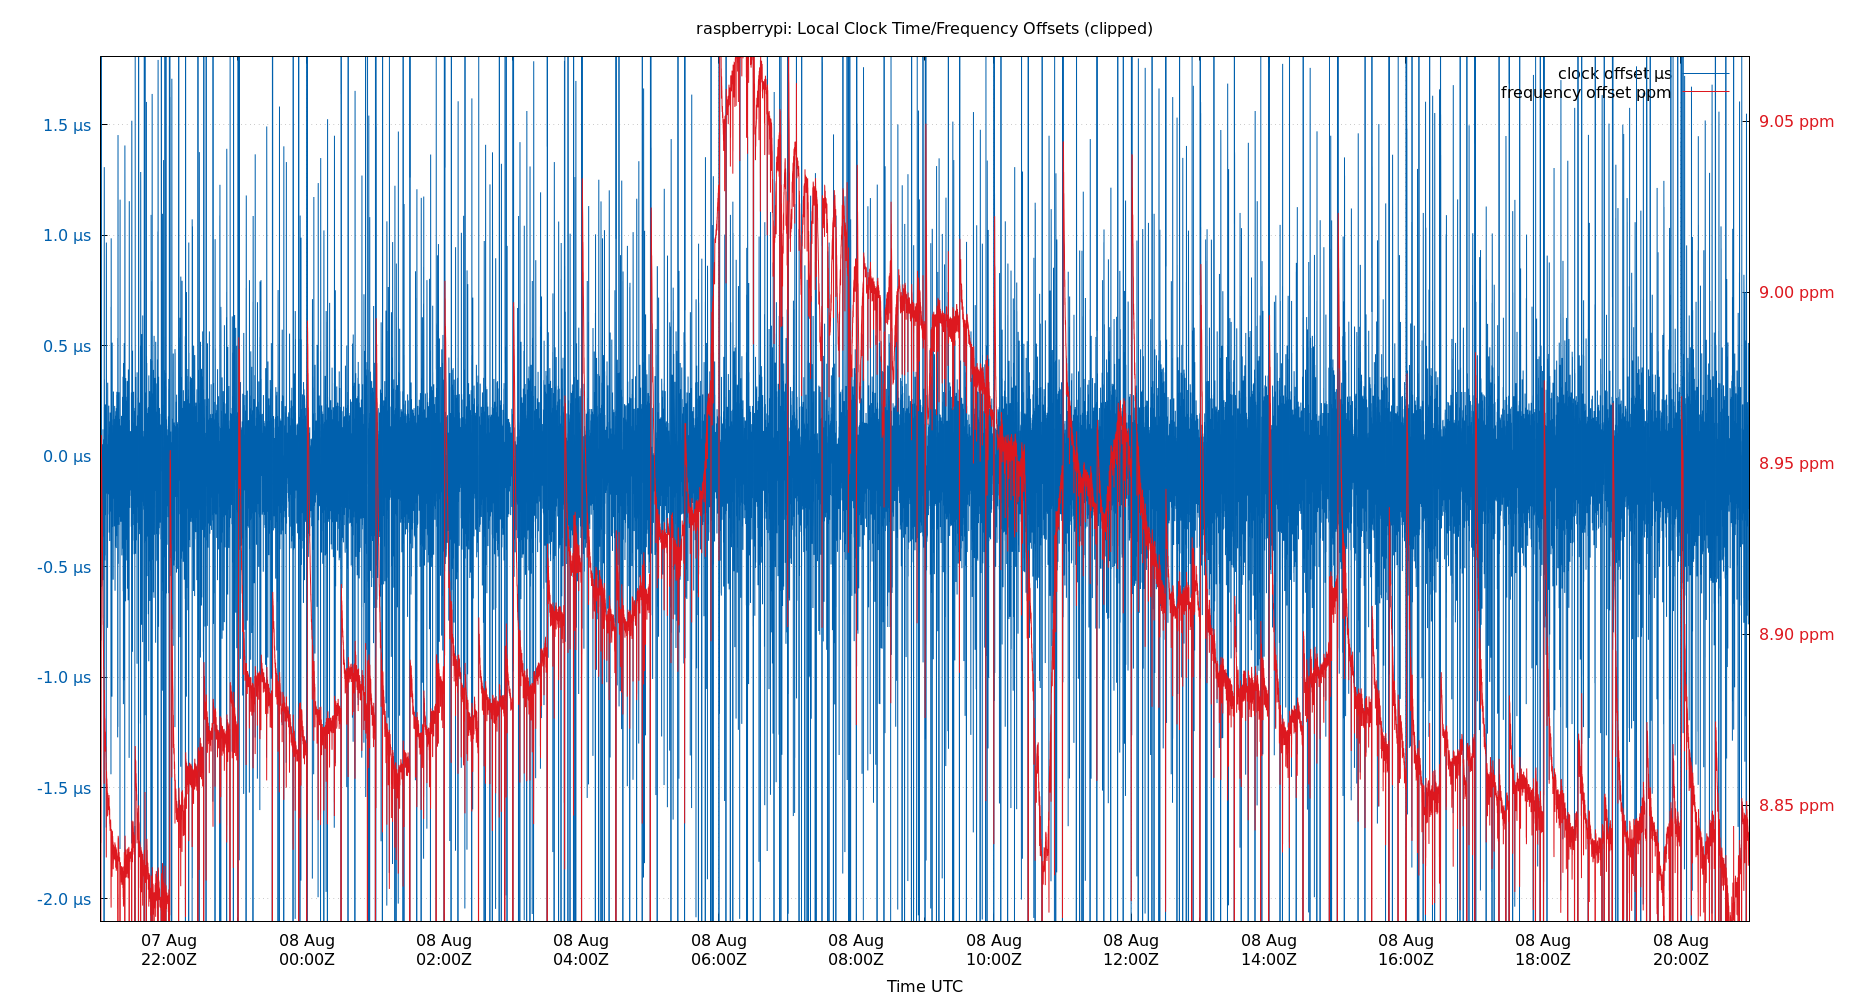 raspberrypi: Local Clock Time/Frequency Offsets (clipped)
clock offset µs
frequency offset ppm
1.5 µs
1.0 µs
0.5 µs
0.0 µs
-0.5 µs
-1.0 µs
-1.5 µs
-2.0 µs
9.05 ppm
9.00 ppm
8.95 ppm
8.90 ppm
8.85 ppm
07 Aug 08 Aug 08 Aug 08 Aug 08 Aug 08 Aug 08 Aug 08 Aug 08 Aug 08 Aug 08 Aug 08 Aug
22:00Z 00:00Z 02:00Z 04:00Z 06:00Z 08:00Z 10:00Z 12:00Z 14:00Z 16:00Z 18:00Z 20:00Z
Time UTC